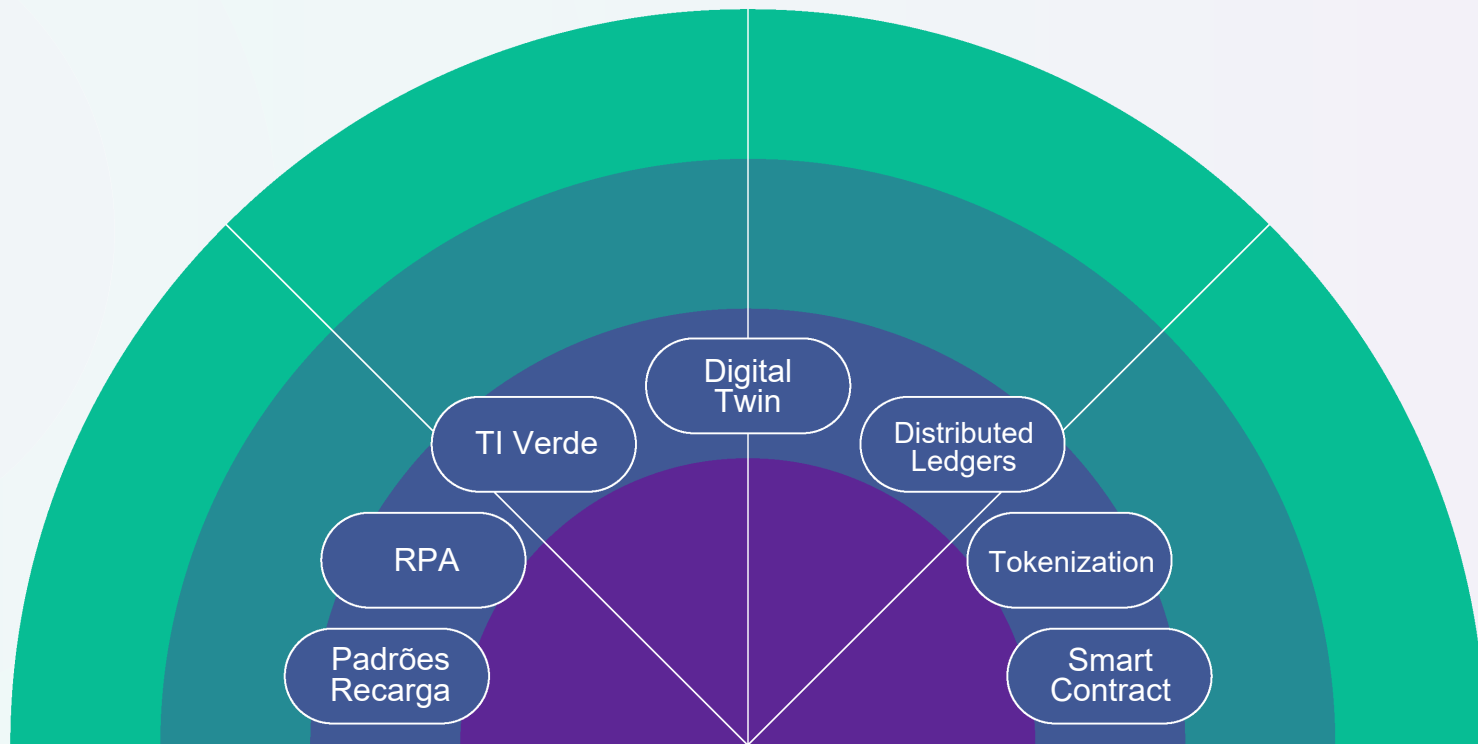 Digital
Twin
TI Verde
Distributed
Ledgers
RPA
Tokenization
Padrões
Recarga
Smart
Contract